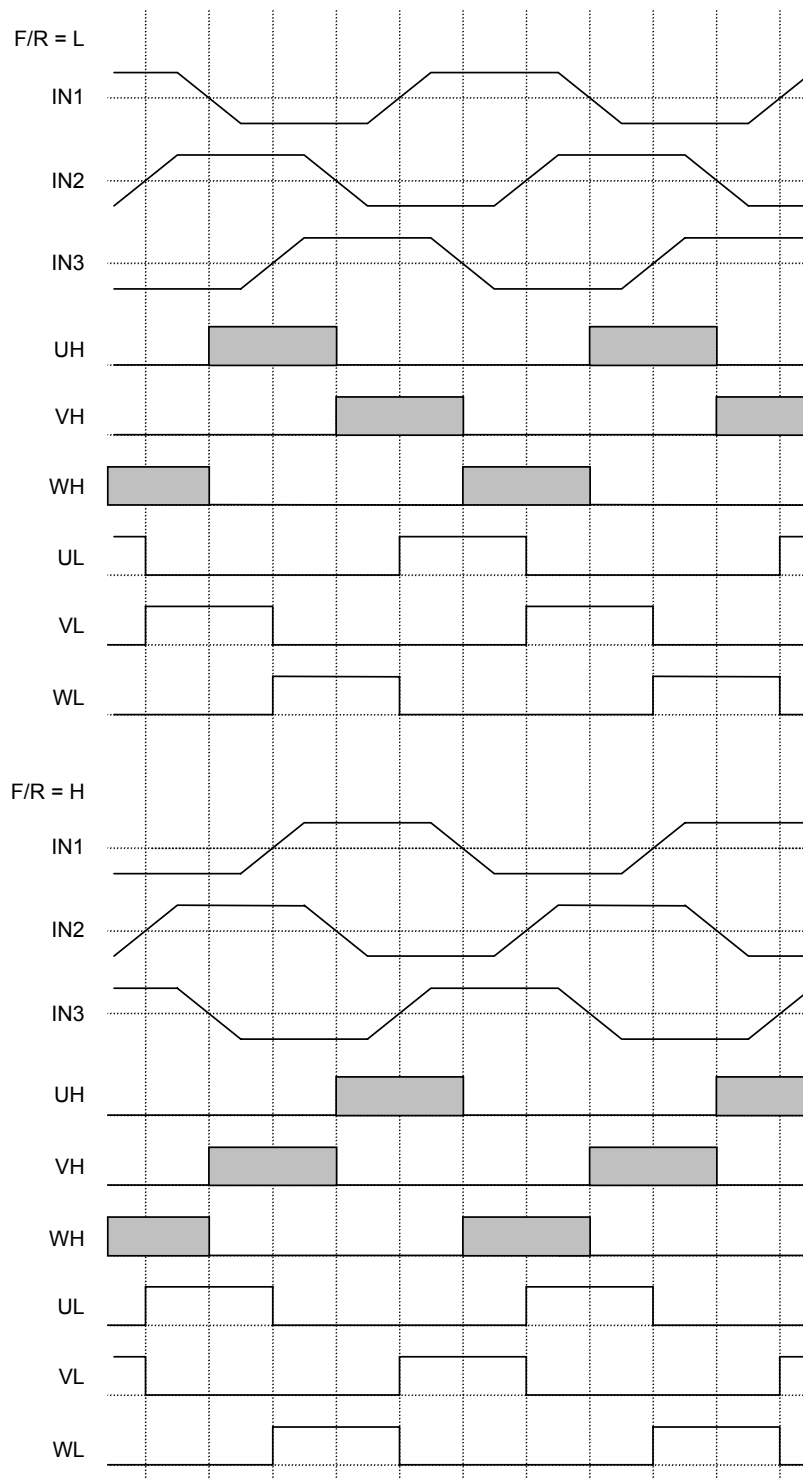 F/R = L
IN1
IN2
IN3
UH
VH
WH
UL
VL
WL
F/R = H
IN1
IN2
IN3
UH
VH
WH
UL
VL
WL